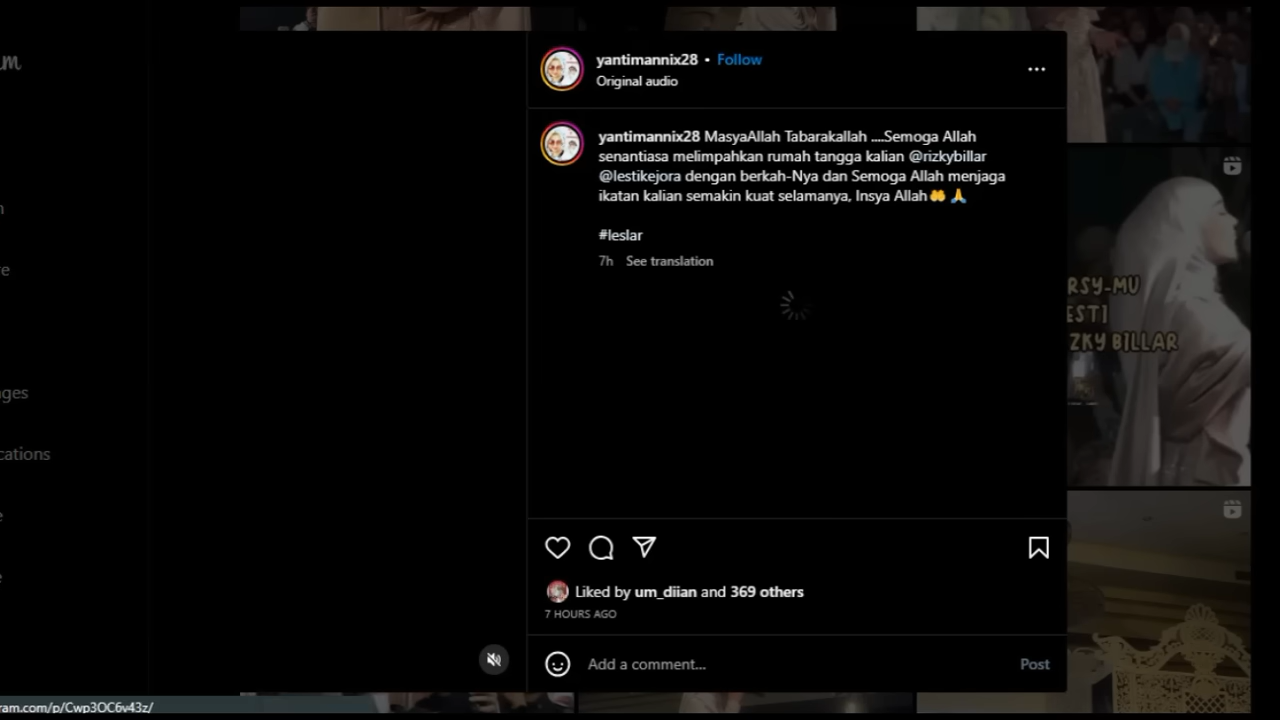 m
yantimannix28 • Follow
Original audio
yantimannix28 MasyaAllah Tabarakallah ....Semoga Allah
senantiasa melimpahkan rumah tangga kalian @rizkybillar
@lestikejora dengan berkah-Nya dan Semoga Allah menjaga
ikatan kalian semakin kuat selamanya, Insya Allah🤲 🙏
#leslar
7h See translation
Liked by um_diian and 369 others
7 HOURS AGO
Add a comment... Post
RSY-MU
ESTI
ZKY BILLAR
n
re
ges
cations
e
e
ram.com/p/Cwp3OC6v43z/